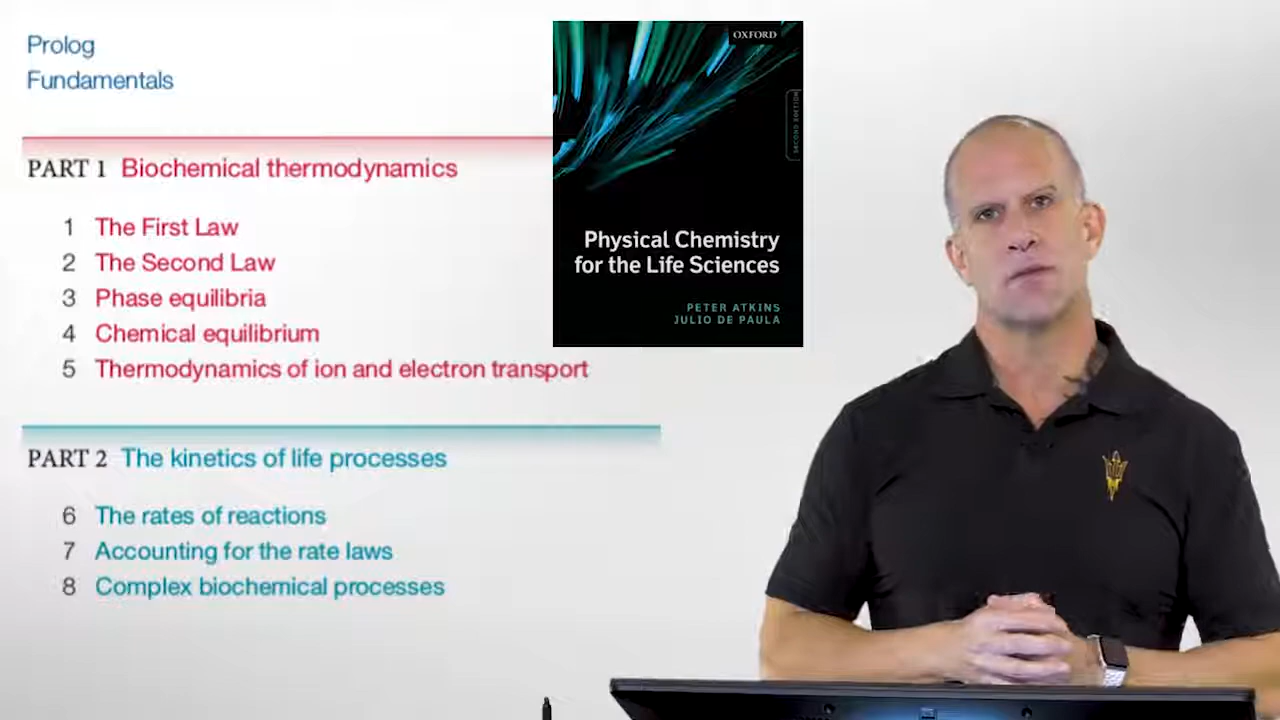 Prolog
Fundamentals
PART 1 Biochemical thermodynamics
1 The First Law
2 The Second Law
3 Phase equilibria
4 Chemical equilibrium
5 Thermodynamics of ion and electron transport
PART 2 The kinetics of life processes
6 The rates of reactions
7 Accounting for the rate laws
8 Complex biochemical processes
OXFORD
SECOND EDITION
Physical Chemistry
for the Life Sciences
PETER ATKINS
JULIO DE PAULA